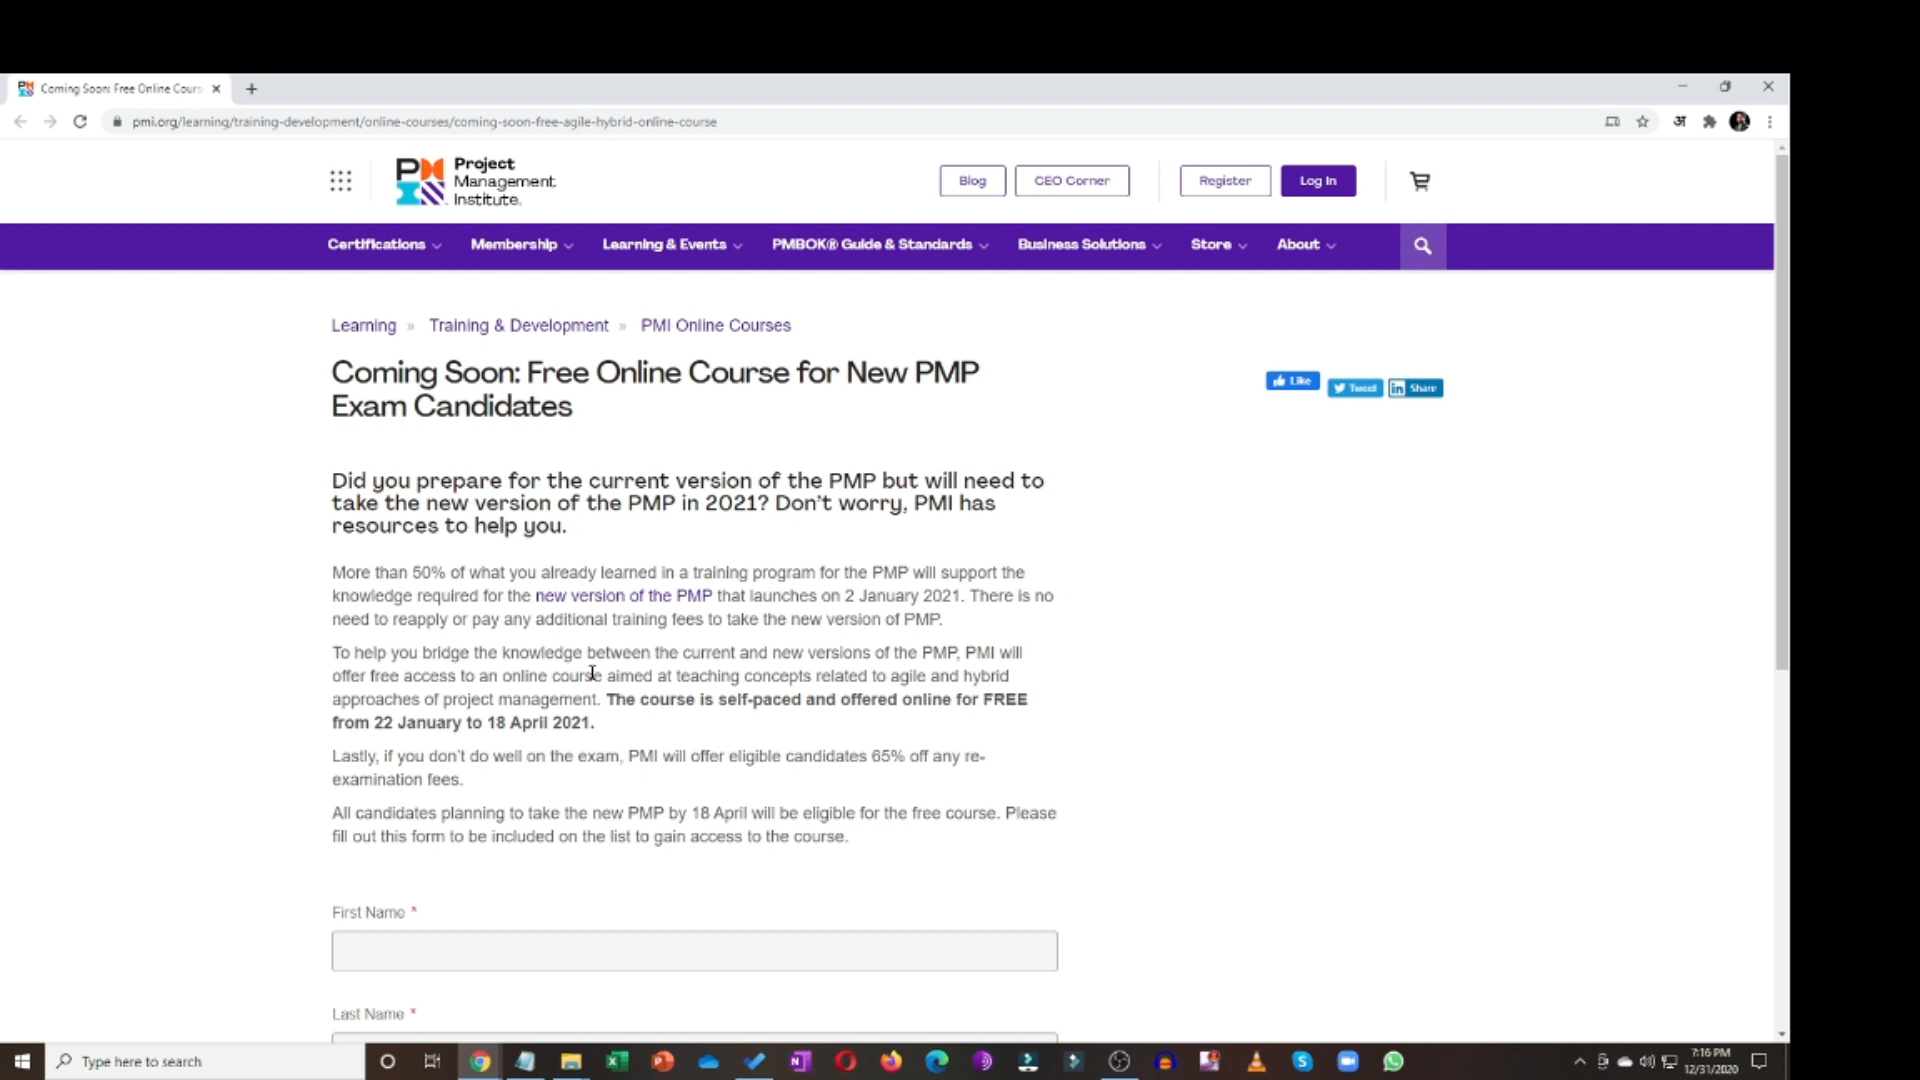 Coming Soon: Free Online Cours
pmi.org/learning/training-development/online-courses/coming-soon-free-agile-hybrid-online-course
अ
Project
Management
Institute.
Blog
CEO Corner
Register
Log In
Certifications
Membership
Learning & Events
PMBOK® Guide & Standards
Business Solutions
Store
About
Learning » Training & Development » PMI Online Courses
Coming Soon: Free Online Course for New PMP
Exam Candidates
Like
Tweet
in Share
Did you prepare for the current version of the PMP but will need to
take the new version of the PMP in 2021? Don't worry, PMI has
resources to help you.
More than 50% of what you already learned in a training program for the PMP will support the
knowledge required for the new version of the PMP that launches on 2 January 2021. There is no
need to reapply or pay any additional training fees to take the new version of PMP.
To help you bridge the knowledge between the current and new versions of the PMP, PMI will
offer free access to an online course aimed at teaching concepts related to agile and hybrid
approaches of project management. The course is self-paced and offered online for FREE
from 22 January to 18 April 2021.
Lastly, if you don't do well on the exam, PMI will offer eligible candidates 65% off any re-
examination fees.
All candidates planning to take the new PMP by 18 April will be eligible for the free course. Please
fill out this form to be included on the list to gain access to the course.
First Name *
Last Name *
Type here to search
7:16 PM
12/31/2020